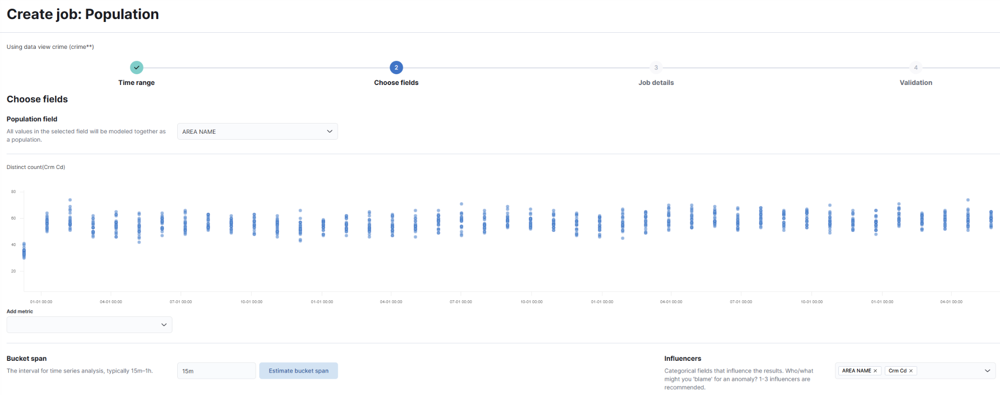 Create job: Population
Using data view crime (crime**)
2
3
4
Time range
Choose fields
Job details
Validation
Choose fields
Population field
All values in the selected field will be modeled together as
a population.
AREA NAME
Distinct count(Crm Cd)
80
60
40
20
01-01 00:00
04-01 00:00
07-01 00:00
10-01 00:00
01-01 00:00
04-01 00:00
07-01 00:00
10-01 00:00
01-01 00:00
04-01 00:00
07-01 00:00
10-01 00:00
01-01 00:00
04-01 00:00
Add metric
Bucket span
The interval for time series analysis, typically 15m–1h.
15m
Estimate bucket span
Influencers
Categorical fields that influence the results. Who/what
might you 'blame' for an anomaly? 1-3 influencers are
recommended.
AREA NAME
Crm Cd